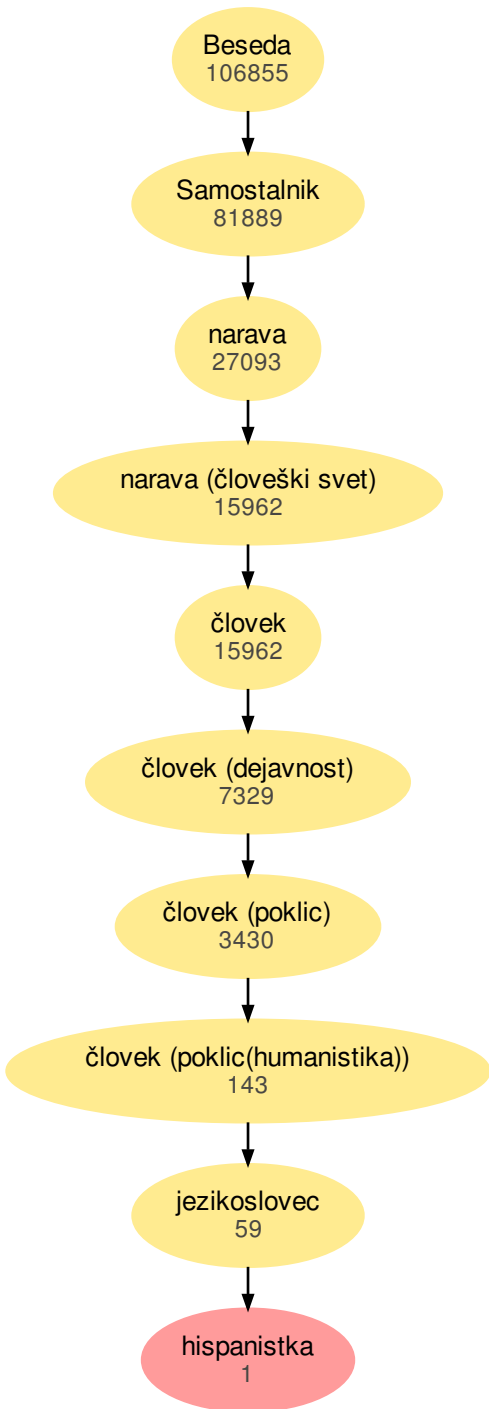 Beseda
106855
Samostalnik
81889
narava
27093
narava (človeški svet)
15962
človek
15962
človek (dejavnost)
7329
človek (poklic)
3430
človek (poklic(humanistika))
143
jezikoslovec
59
hispanistka
1